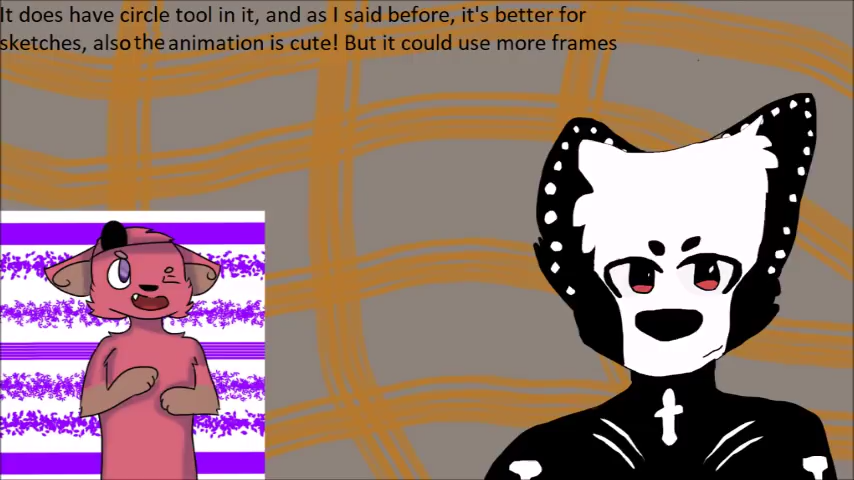 It does have circle tool in it, and as I said before, it's better for
sketches, also the animation is cute! But it could use more frames